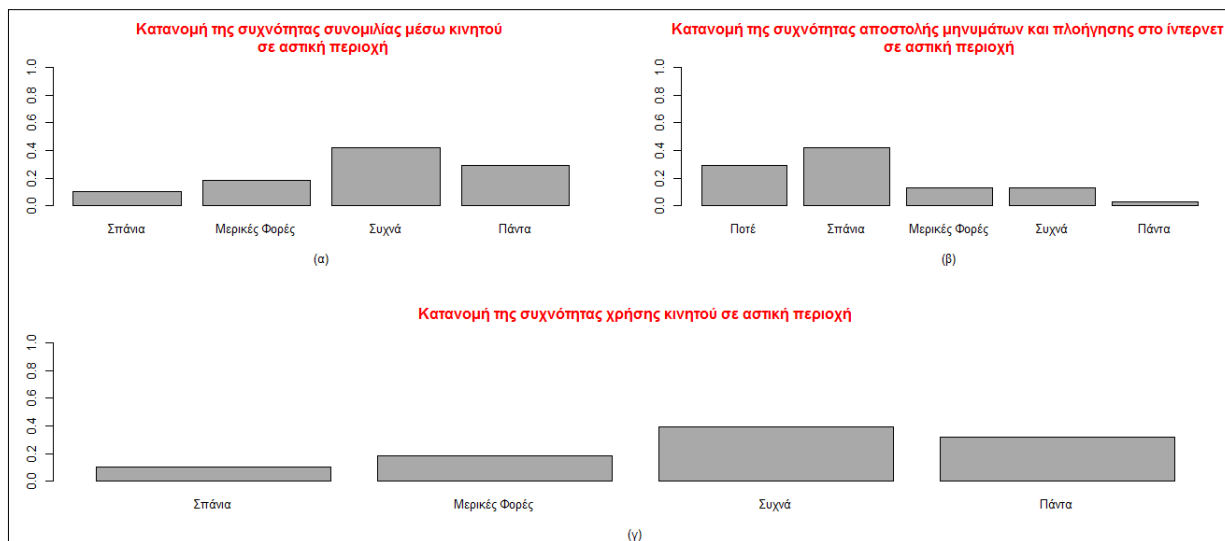 Κατανομή της συχνότητας συνομιλίας μέσω κινητού
σε αστική περιοχή
1.0
0.8
0.6
0.4
0.2
0.0
Σπάνια Μερικές Φορές Συχνά Πάντα
(α)
Κατανομή της συχνότητας αποστολής μηνυμάτων και πλοήγησης στο ίντερνετ
σε αστική περιοχή
1.0
0.8
0.6
0.4
0.2
0.0
Ποτέ Σπάνια Μερικές Φορές Συχνά Πάντα
(β)
Κατανομή της συχνότητας χρήσης κινητού σε αστική περιοχή
1.0
0.8
0.6
0.4
0.2
0.0
Σπάνια Μερικές Φορές Συχνά Πάντα
(γ)